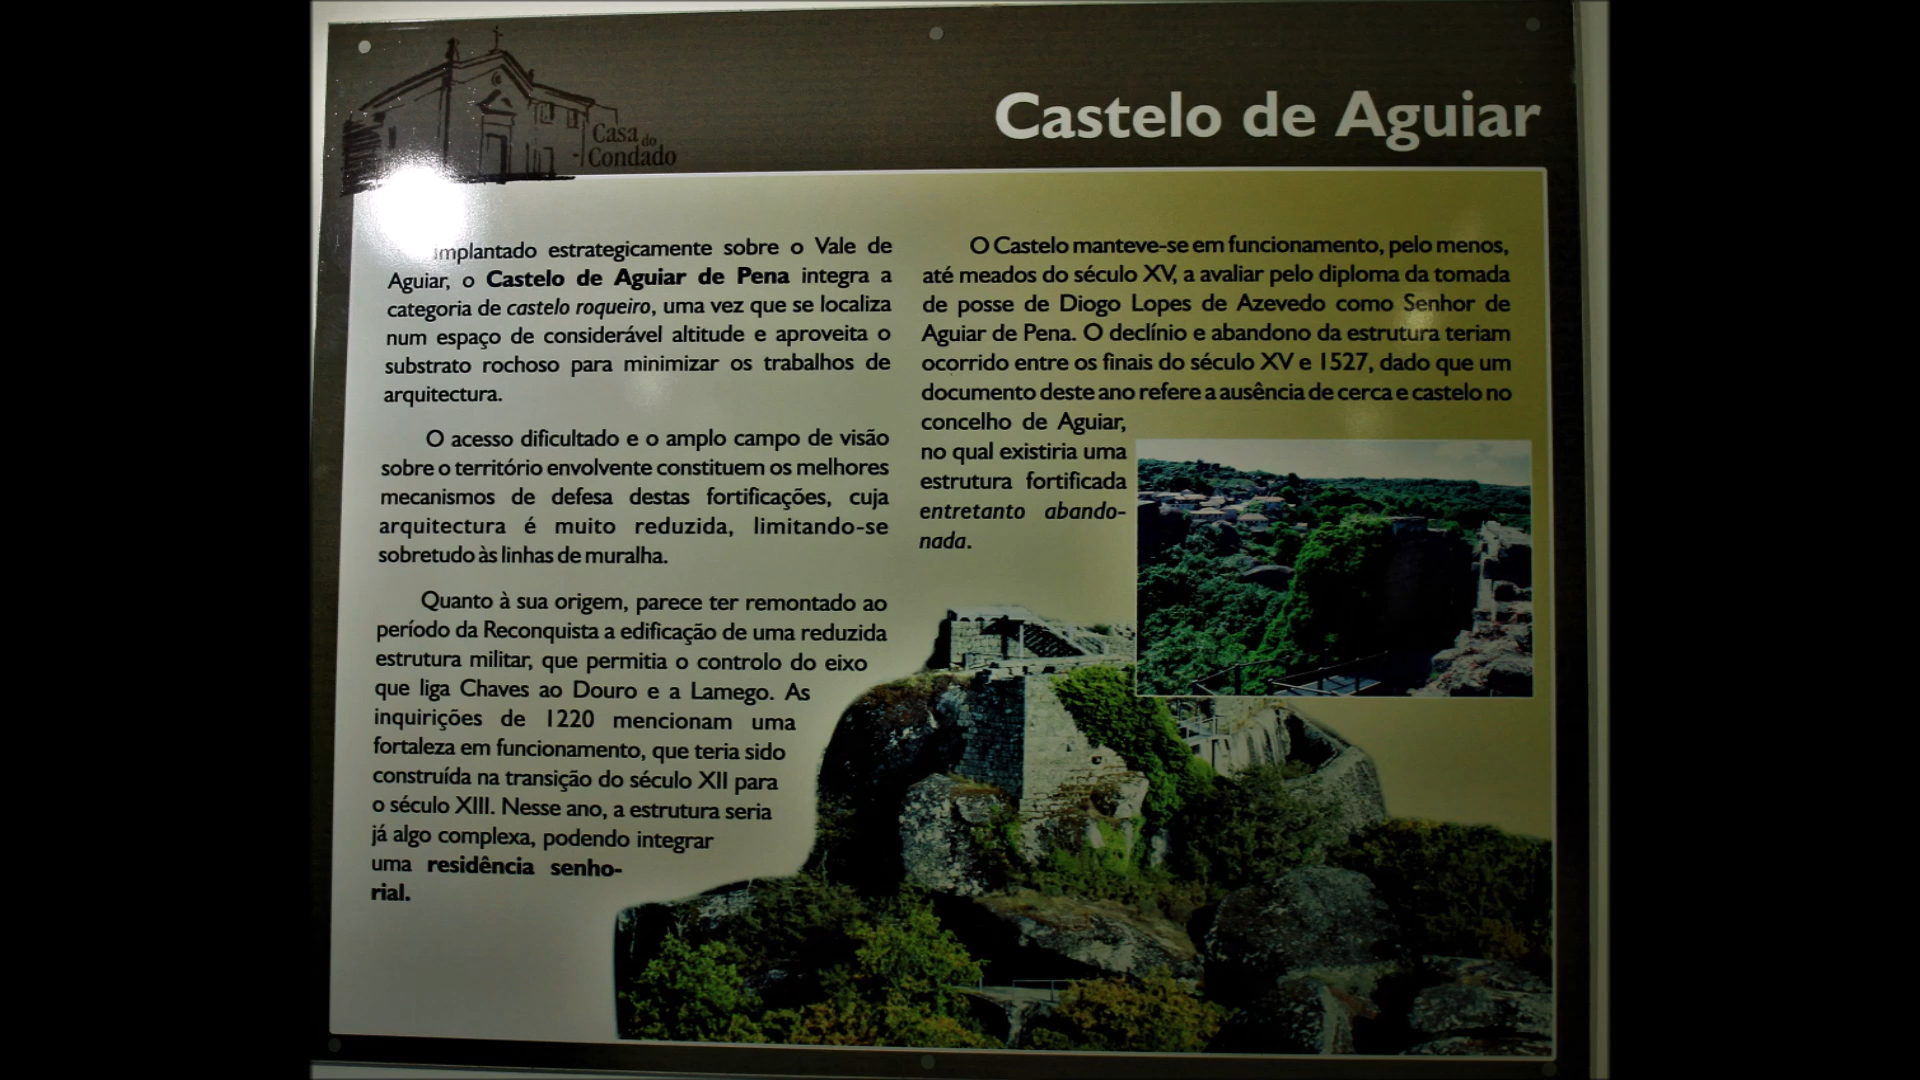 Casa do
Condado
Castelo de Aguiar
Implantado estrategicamente sobre o Vale de
Aguiar, o Castelo de Aguiar de Pena integra a
categoria de castelo roqueiro, uma vez que se localiza
num espaço de considerável altitude e aproveita o
substrato rochoso para minimizar os trabalhos de
arquitectura.
O acesso dificultado e o amplo campo de visão
sobre o território envolvente constituem os melhores
mecanismos de defesa destas fortificações, cuja
arquitectura é muito reduzida, limitando-se
sobretudo às linhas de muralha.
Quanto à sua origem, parece ter remontado ao
período da Reconquista a edificação de uma reduzida
estrutura militar, que permitia o controlo do eixo
que liga Chaves ao Douro e a Lamego. As
inquirições de 1220 mencionam uma
fortaleza em funcionamento, que teria sido
construída na transição do século XII para
o século XIII. Nesse ano, a estrutura seria
já algo complexa, podendo integrar
uma residência senho-
rial.
O Castelo manteve-se em funcionamento, pelo menos,
até meados do século XV, a avaliar pelo diploma da tomada
de posse de Diogo Lopes de Azevedo como Senhor de
Aguiar de Pena. O declínio e abandono da estrutura teriam
ocorrido entre os finais do século XV e 1527, dado que um
documento deste ano refere a ausência de cerca e castelo no
concelho de Aguiar,
no qual existiria uma
estrutura fortificada
entretanto abando-
nada.